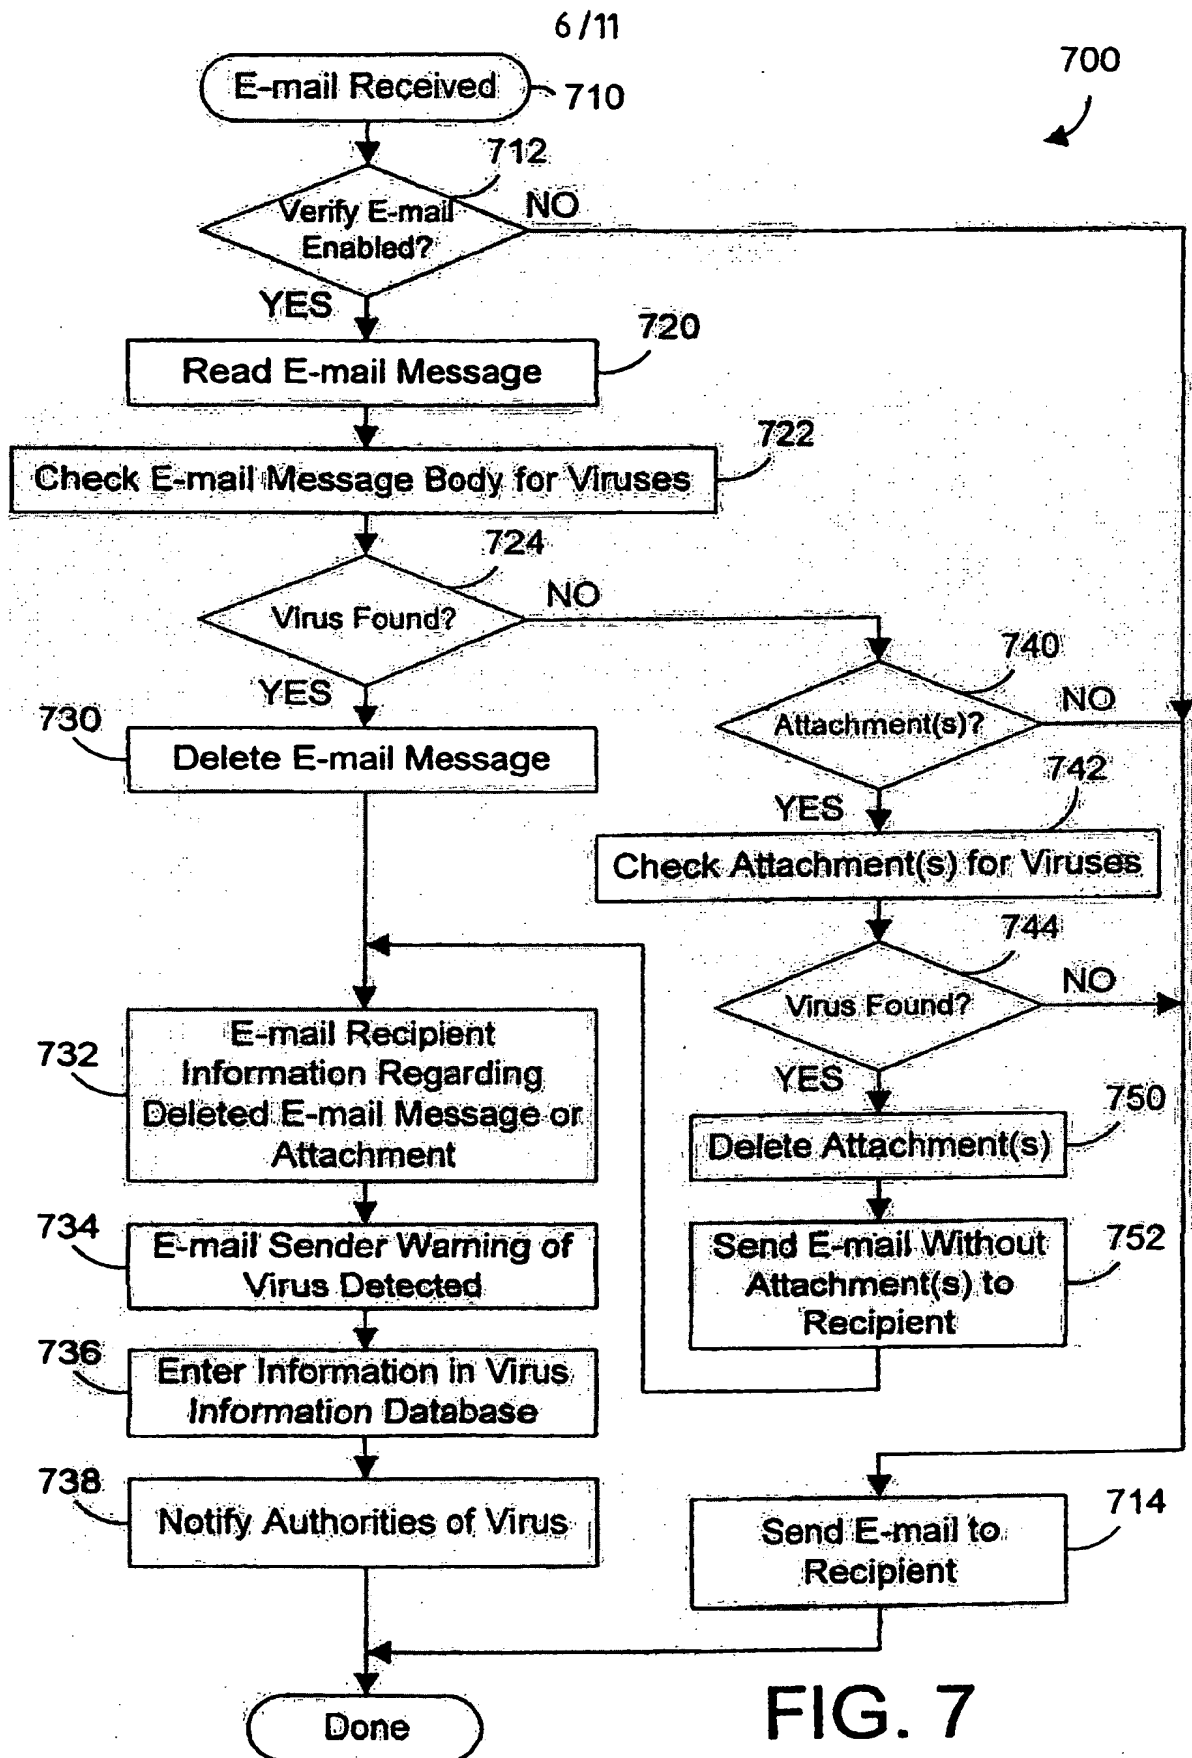 6/11
700
E-mail Received
710
712
Verify E-mail
Enabled?
NO
YES
720
Read E-mail Message
722
Check E-mail Message Body for Viruses
724
Virus Found?
NO
YES
740
Attachment(s)?
NO
YES
730
Delete E-mail Message
742
Check Attachment(s) for Viruses
744
Virus Found?
NO
YES
732
E-mail Recipient
Information Regarding
Deleted E-mail Message or
Attachment
750
Delete Attachment(s)
734
E-mail Sender Warning of
Virus Detected
752
Send E-mail Without
Attachment(s) to
Recipient
736
Enter Information in Virus
Information Database
738
Notify Authorities of Virus
714
Send E-mail to
Recipient
Done
FIG. 7